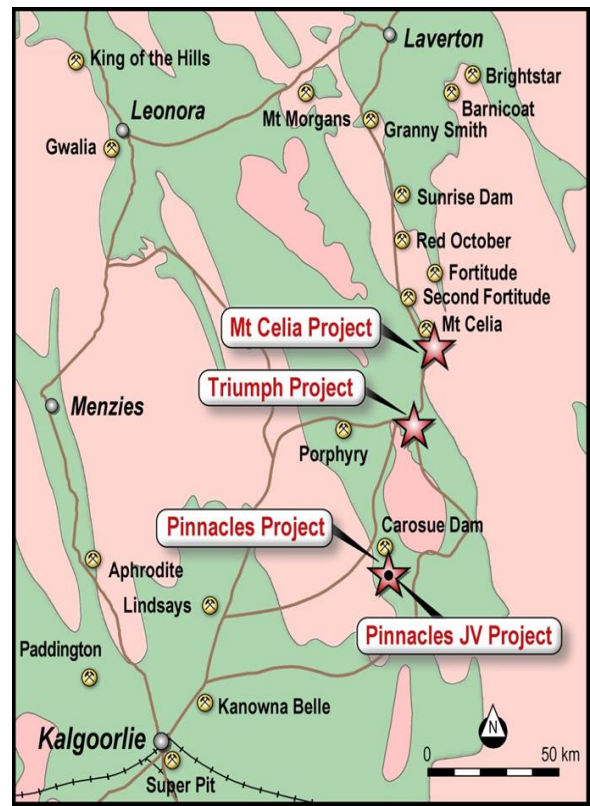 Laverton
King of the Hills
Brightstar
Barnicoat
Mt Morgans
Leonora
Granny Smith
Gwalia
Sunrise Dam
Red October
Fortitude
Second Fortitude
Mt Celia Project
Mt Celia
Triumph Project
Menzies
Porphyry
Pinnacles Project
Carosue Dam
Aphrodite
Lindsays
Pinnacles JV Project
Paddington
Kanowna Belle
Kalgoorlie
N
0 50 km
Super Pit